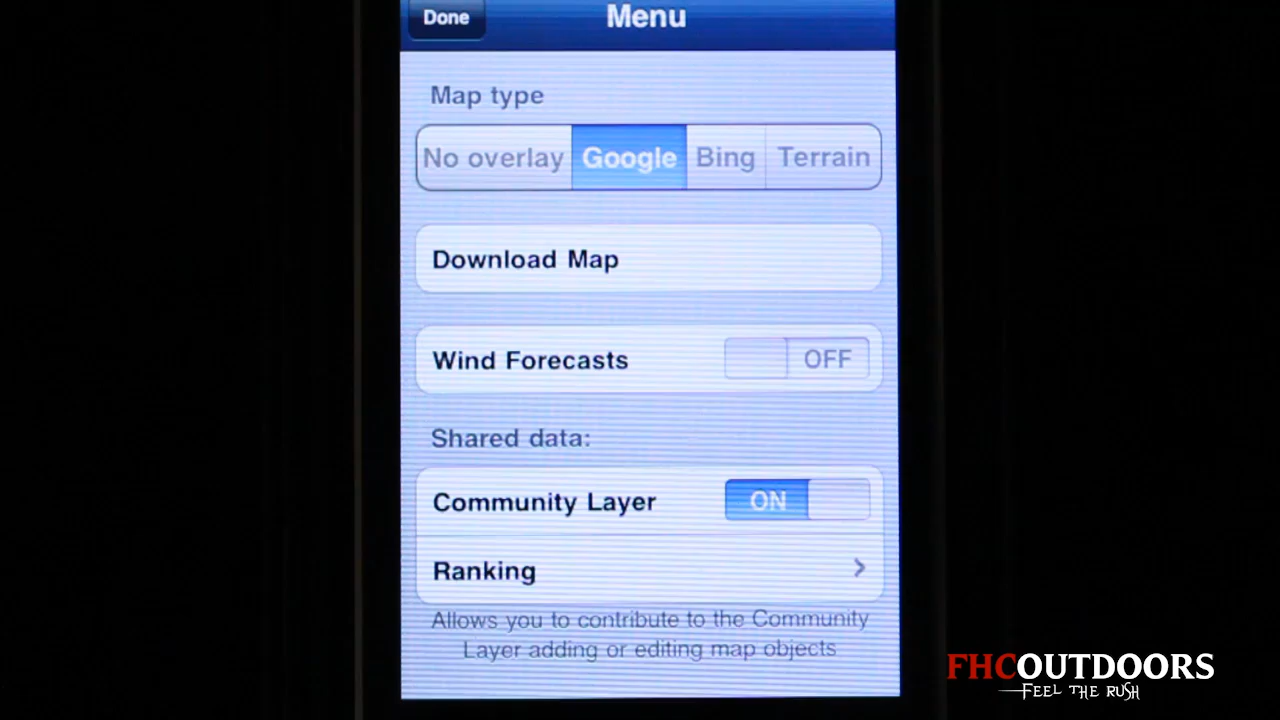 Done
Menu
Map type
No overlay Google Bing Terrain
Download Map
Wind Forecasts OFF
Shared data:
Community Layer ON
Ranking
Allows you to contribute to the Community
Layer adding or editing map objects
FHCOUTDOORS
FEEL THE RUSH